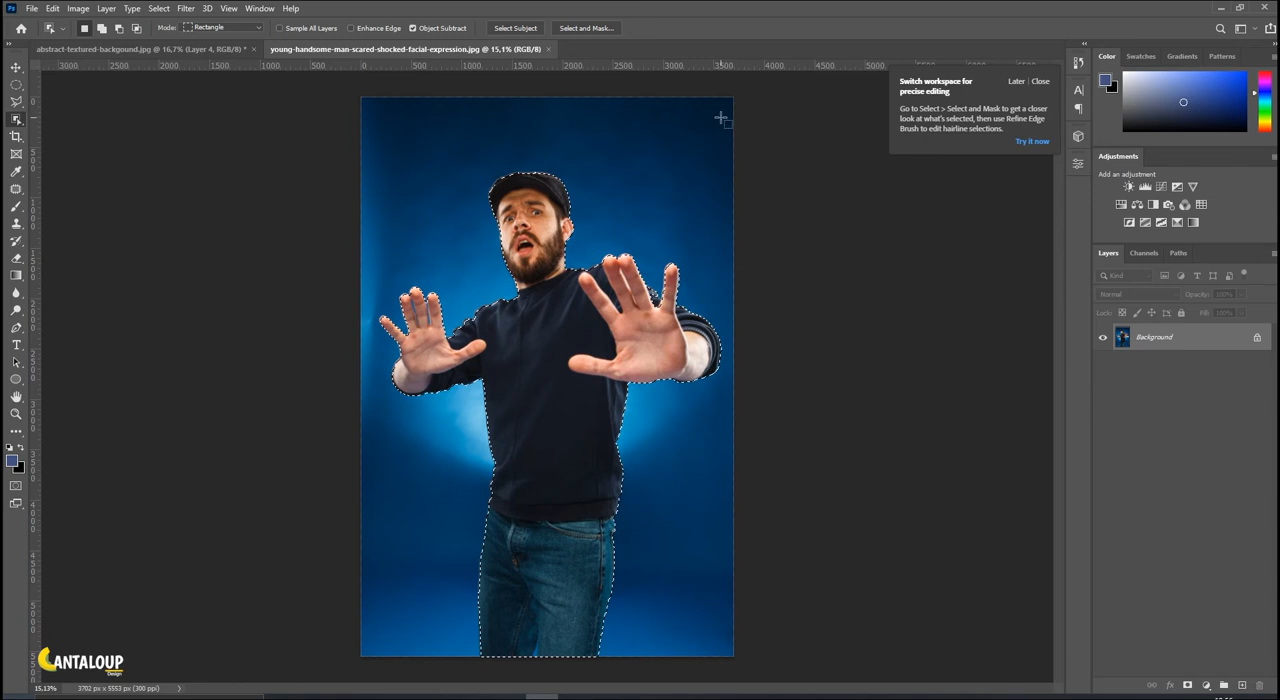 Ps File Edit Image Layer Type Select Filter 3D View Window Help
Mode: Rectangle Sample All Layers Enhance Edge Object Subtract Select Subject Select and Mask...
abstract-textured-backgound.jpg @ 16,7% (Layer 4, RGB/8) * × young-handsome-man-scared-shocked-facial-expression.jpg @ 15,1% (RGB/8) ×
3000 2500 2000 1500 1000 500 0 500 1000 1500 2000 2500 3000 3500 4000 4500
Color Swatches Gradients Patterns
Switch workspace for precise editing Later Close
Go to Select > Select and Mask to get a closer
look at what's selected, then use Refine Edge
Brush to edit hairline selections.
Try it now
Adjustments
Add an adjustment
Layers Channels Paths
Kind
Normal Opacity: 100%
Lock: Fill: 100%
Background
CANTALOUP
Design
15,13% 3702 px x 5553 px (300 ppi)